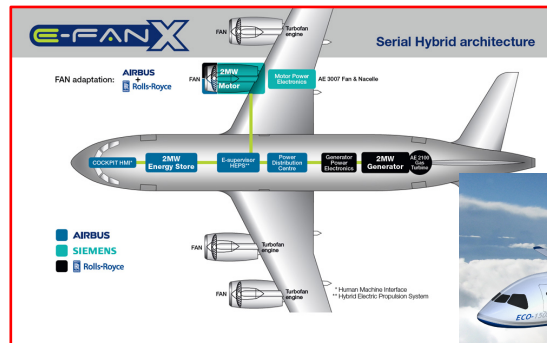 E-FAN X
Serial Hybrid architecture
FAN
Turbofan
engine
FAN adaptation:
AIRBUS
+
Rolls-Royce
FAN
2MW
Motor
Motor Power
Electronics
AE 3007 Fan & Nacelle
COCKPIT HMI*
2MW
Energy Store
E-supervisor
HEPS**
Power
Distribution
Centre
Generator
Power
Electronics
2MW
Generator
AE 2100
Gas
Turbine
AIRBUS
SIEMENS
Rolls-Royce
FAN
Turbofan
engine
FAN
Turbofan
engine
* Human Machine Interface
** Hybrid Electric Propulsion System